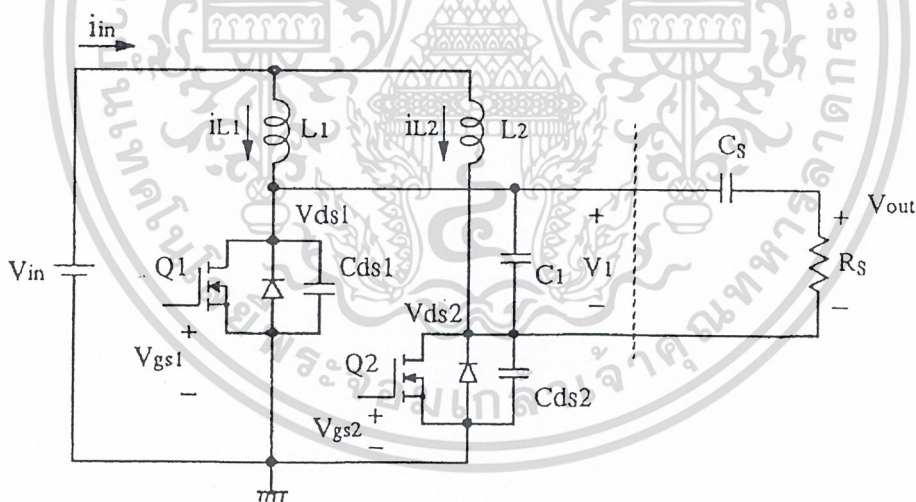 iin
iL1
L1
iL2
L2
CS
Vout
+
Vds1
+
Vin
Q1
Cds1
C1
V1
RS
−
+
Vds2
−
Vgs1
Q2
Cds2
−
Vgs2
+
−